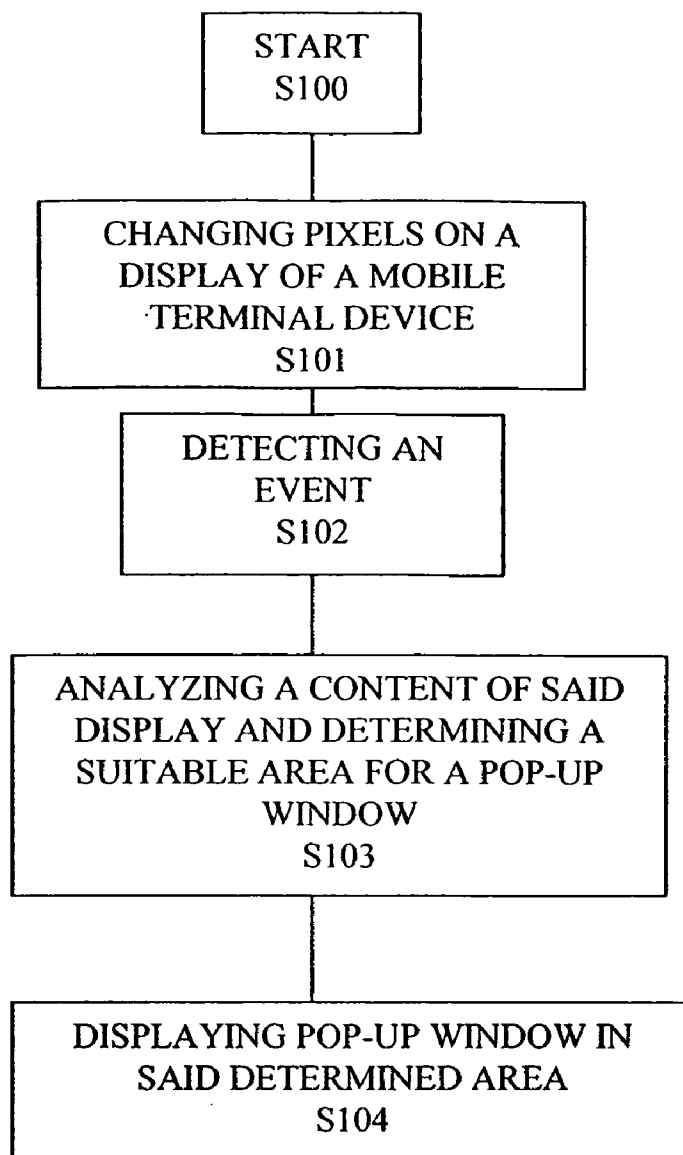 START
S100
CHANGING PIXELS ON A
DISPLAY OF A MOBILE
TERMINAL DEVICE
S101
DETECTING AN
EVENT
S102
ANALYZING A CONTENT OF SAID
DISPLAY AND DETERMINING A
SUITABLE AREA FOR A POP-UP
WINDOW
S103
DISPLAYING POP-UP WINDOW IN
SAID DETERMINED AREA
S104